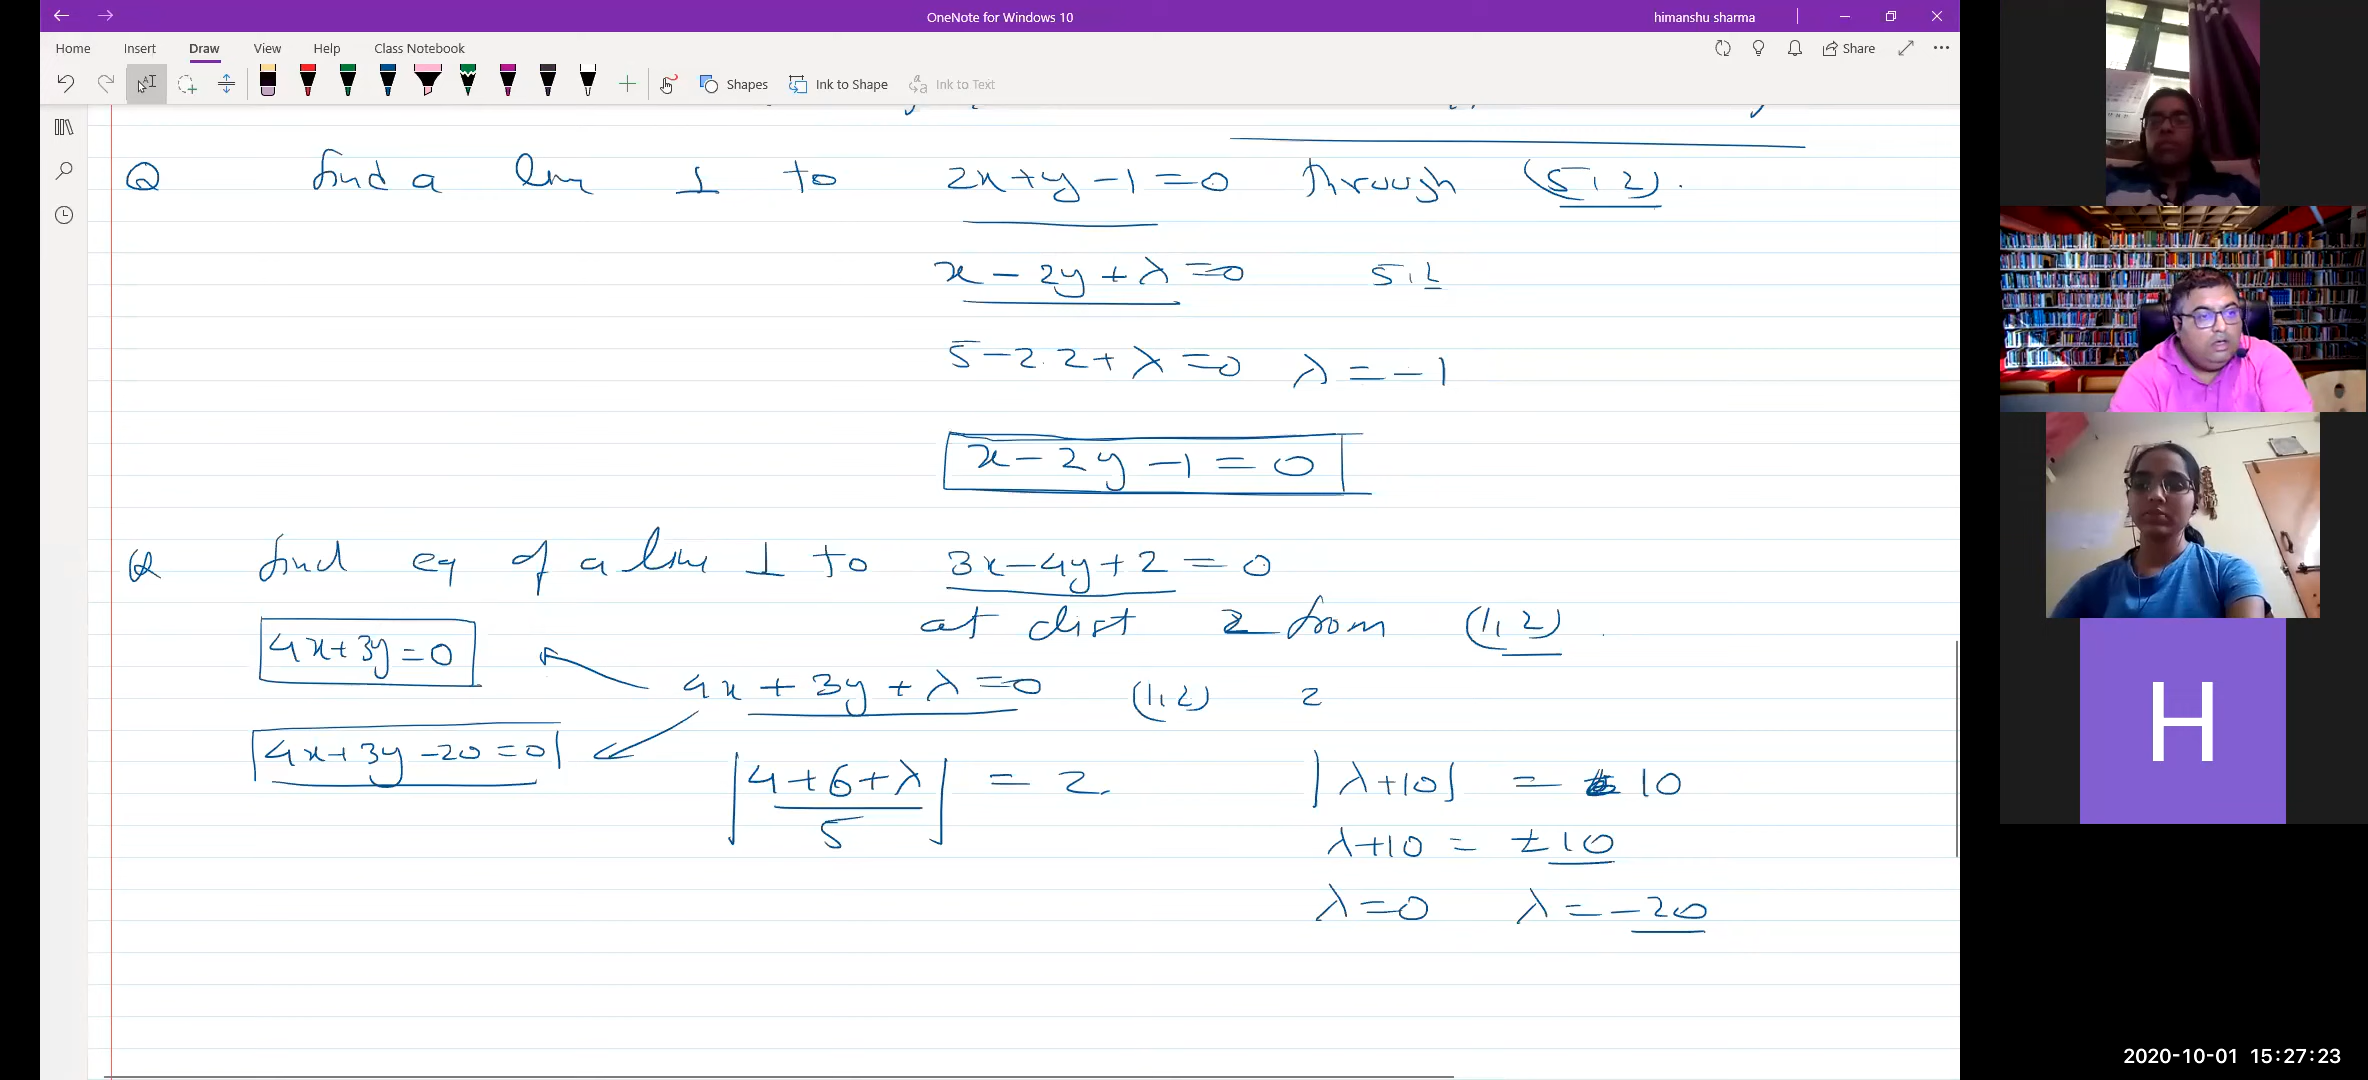 OneNote for Windows 10
himanshu sharma
Home Insert Draw View Help Class Notebook
Share
Shapes Ink to Shape Ink to Text
Q find a line ⊥ to 2x+y-1=0 through (5,2).
x-2y+λ=0 5,2
5-2.2+λ=0 λ=-1
x-2y-1=0
Q find eq of a line ⊥ to 3x-4y+2=0
at dist 2 from (1,2).
4x+3y=0
4x+3y+λ=0 (1,2) 2
4x+3y-20=0
|4+6+λ/5| = 2.
|λ+10| = 10
λ+10 = ±10
λ=0 λ=-20
H
2020-10-01 15:27:23